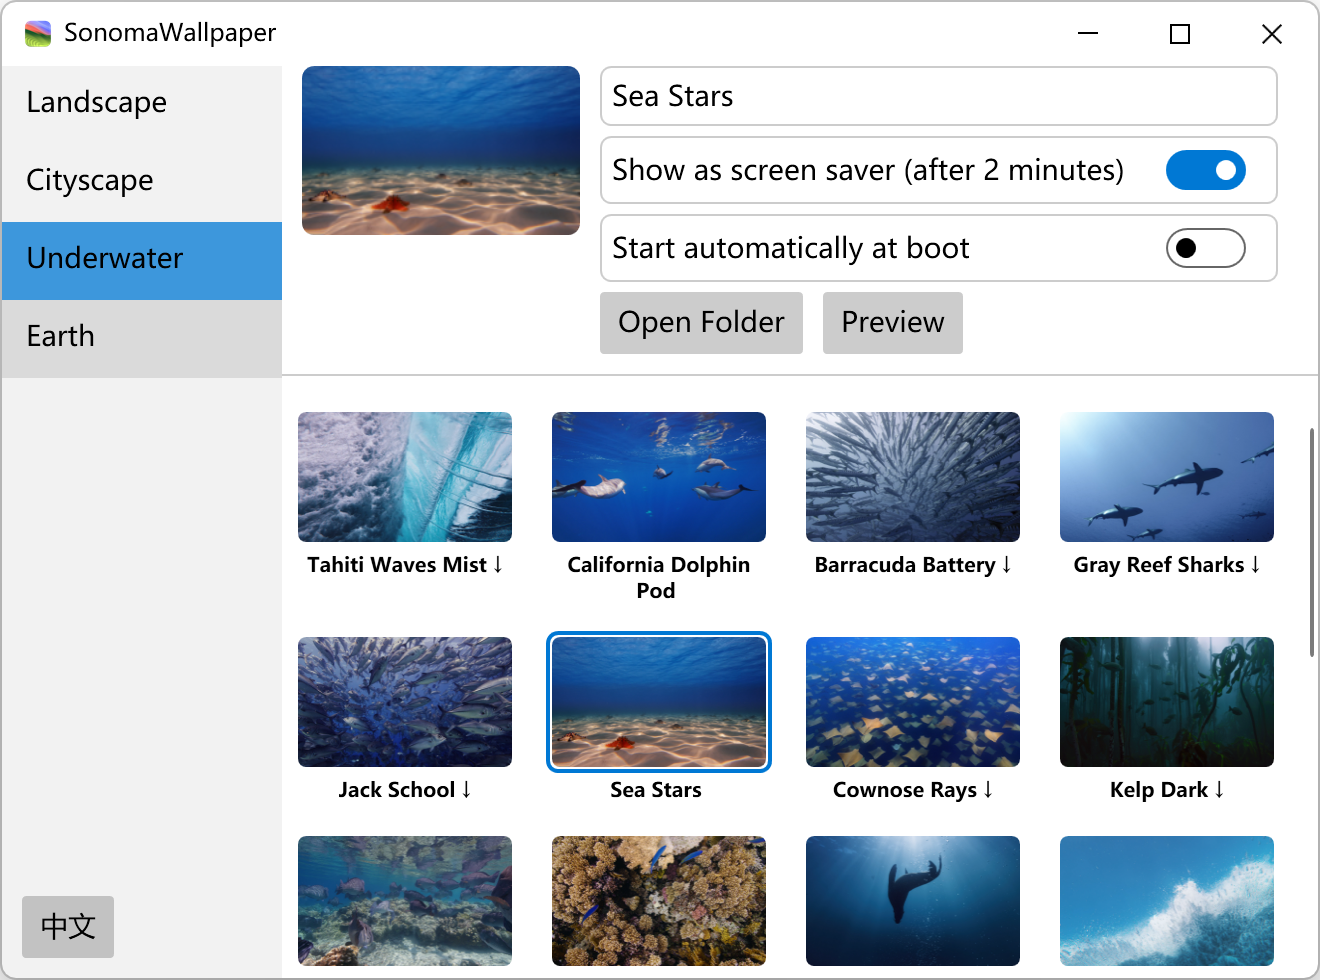 SonomaWallpaper
Landscape
Cityscape
Underwater
Earth
中文
Sea Stars
Show as screen saver (after 2 minutes)
Start automatically at boot
Open Folder
Preview
Tahiti Waves Mist ↓
California Dolphin
Pod
Barracuda Battery ↓
Gray Reef Sharks ↓
Jack School ↓
Sea Stars
Cownose Rays ↓
Kelp Dark ↓